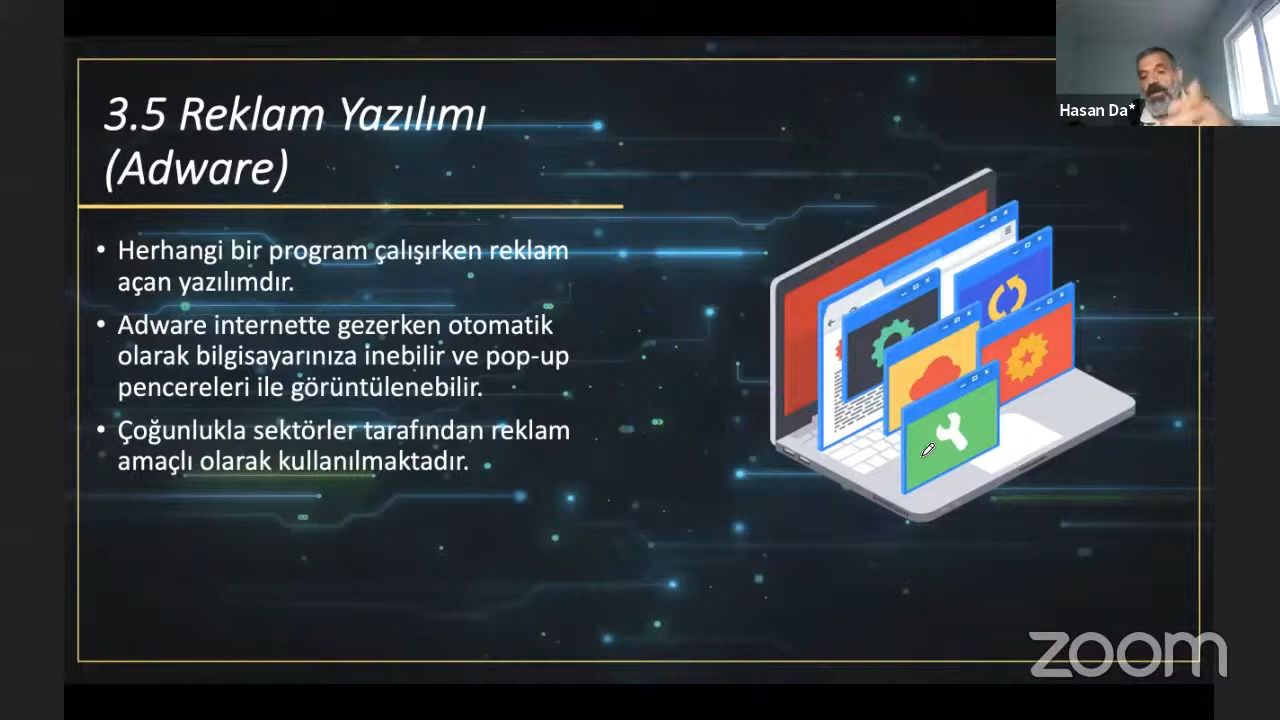 3.5 Reklam Yazılımı
(Adware)
• Herhangi bir program çalışırken reklam
açan yazılımdır.
• Adware internette gezerken otomatik
olarak bilgisayarınıza inebilir ve pop-up
pencereleri ile görüntülenebilir.
• Çoğunlukla sektörler tarafından reklam
amaçlı olarak kullanılmaktadır.
Hasan Da*
zoom